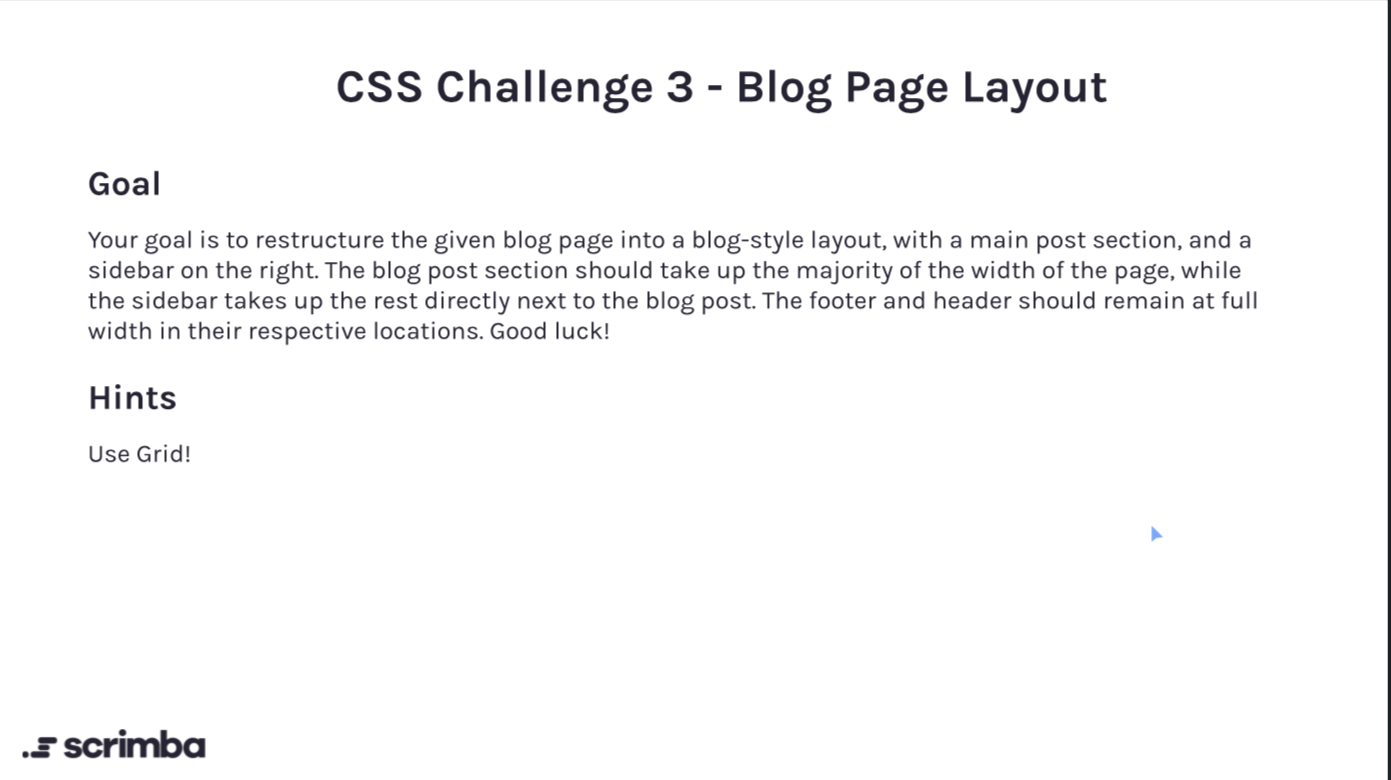 CSS Challenge 3 - Blog Page Layout
Goal
Your goal is to restructure the given blog page into a blog-style layout, with a main post section, and a
sidebar on the right. The blog post section should take up the majority of the width of the page, while
the sidebar takes up the rest directly next to the blog post. The footer and header should remain at full
width in their respective locations. Good luck!
Hints
Use Grid!
scrimba